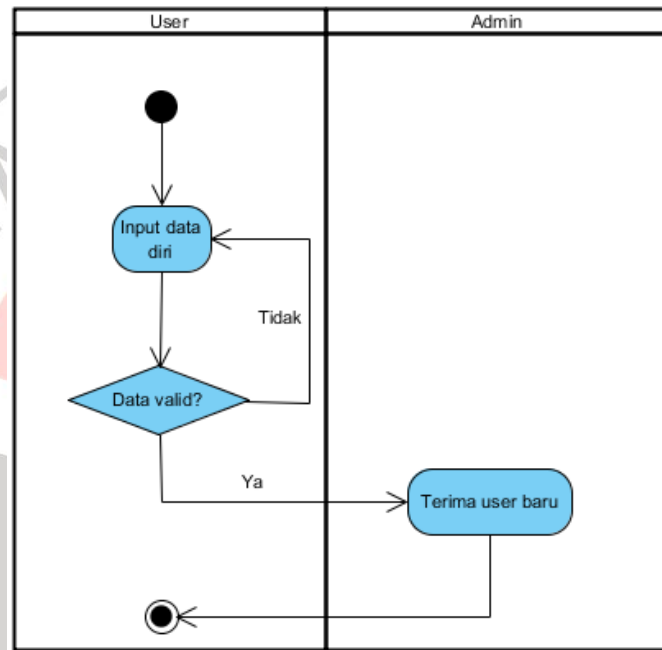 User
Admin
Input data
diri
Tidak
Data valid?
Ya
Terima user baru